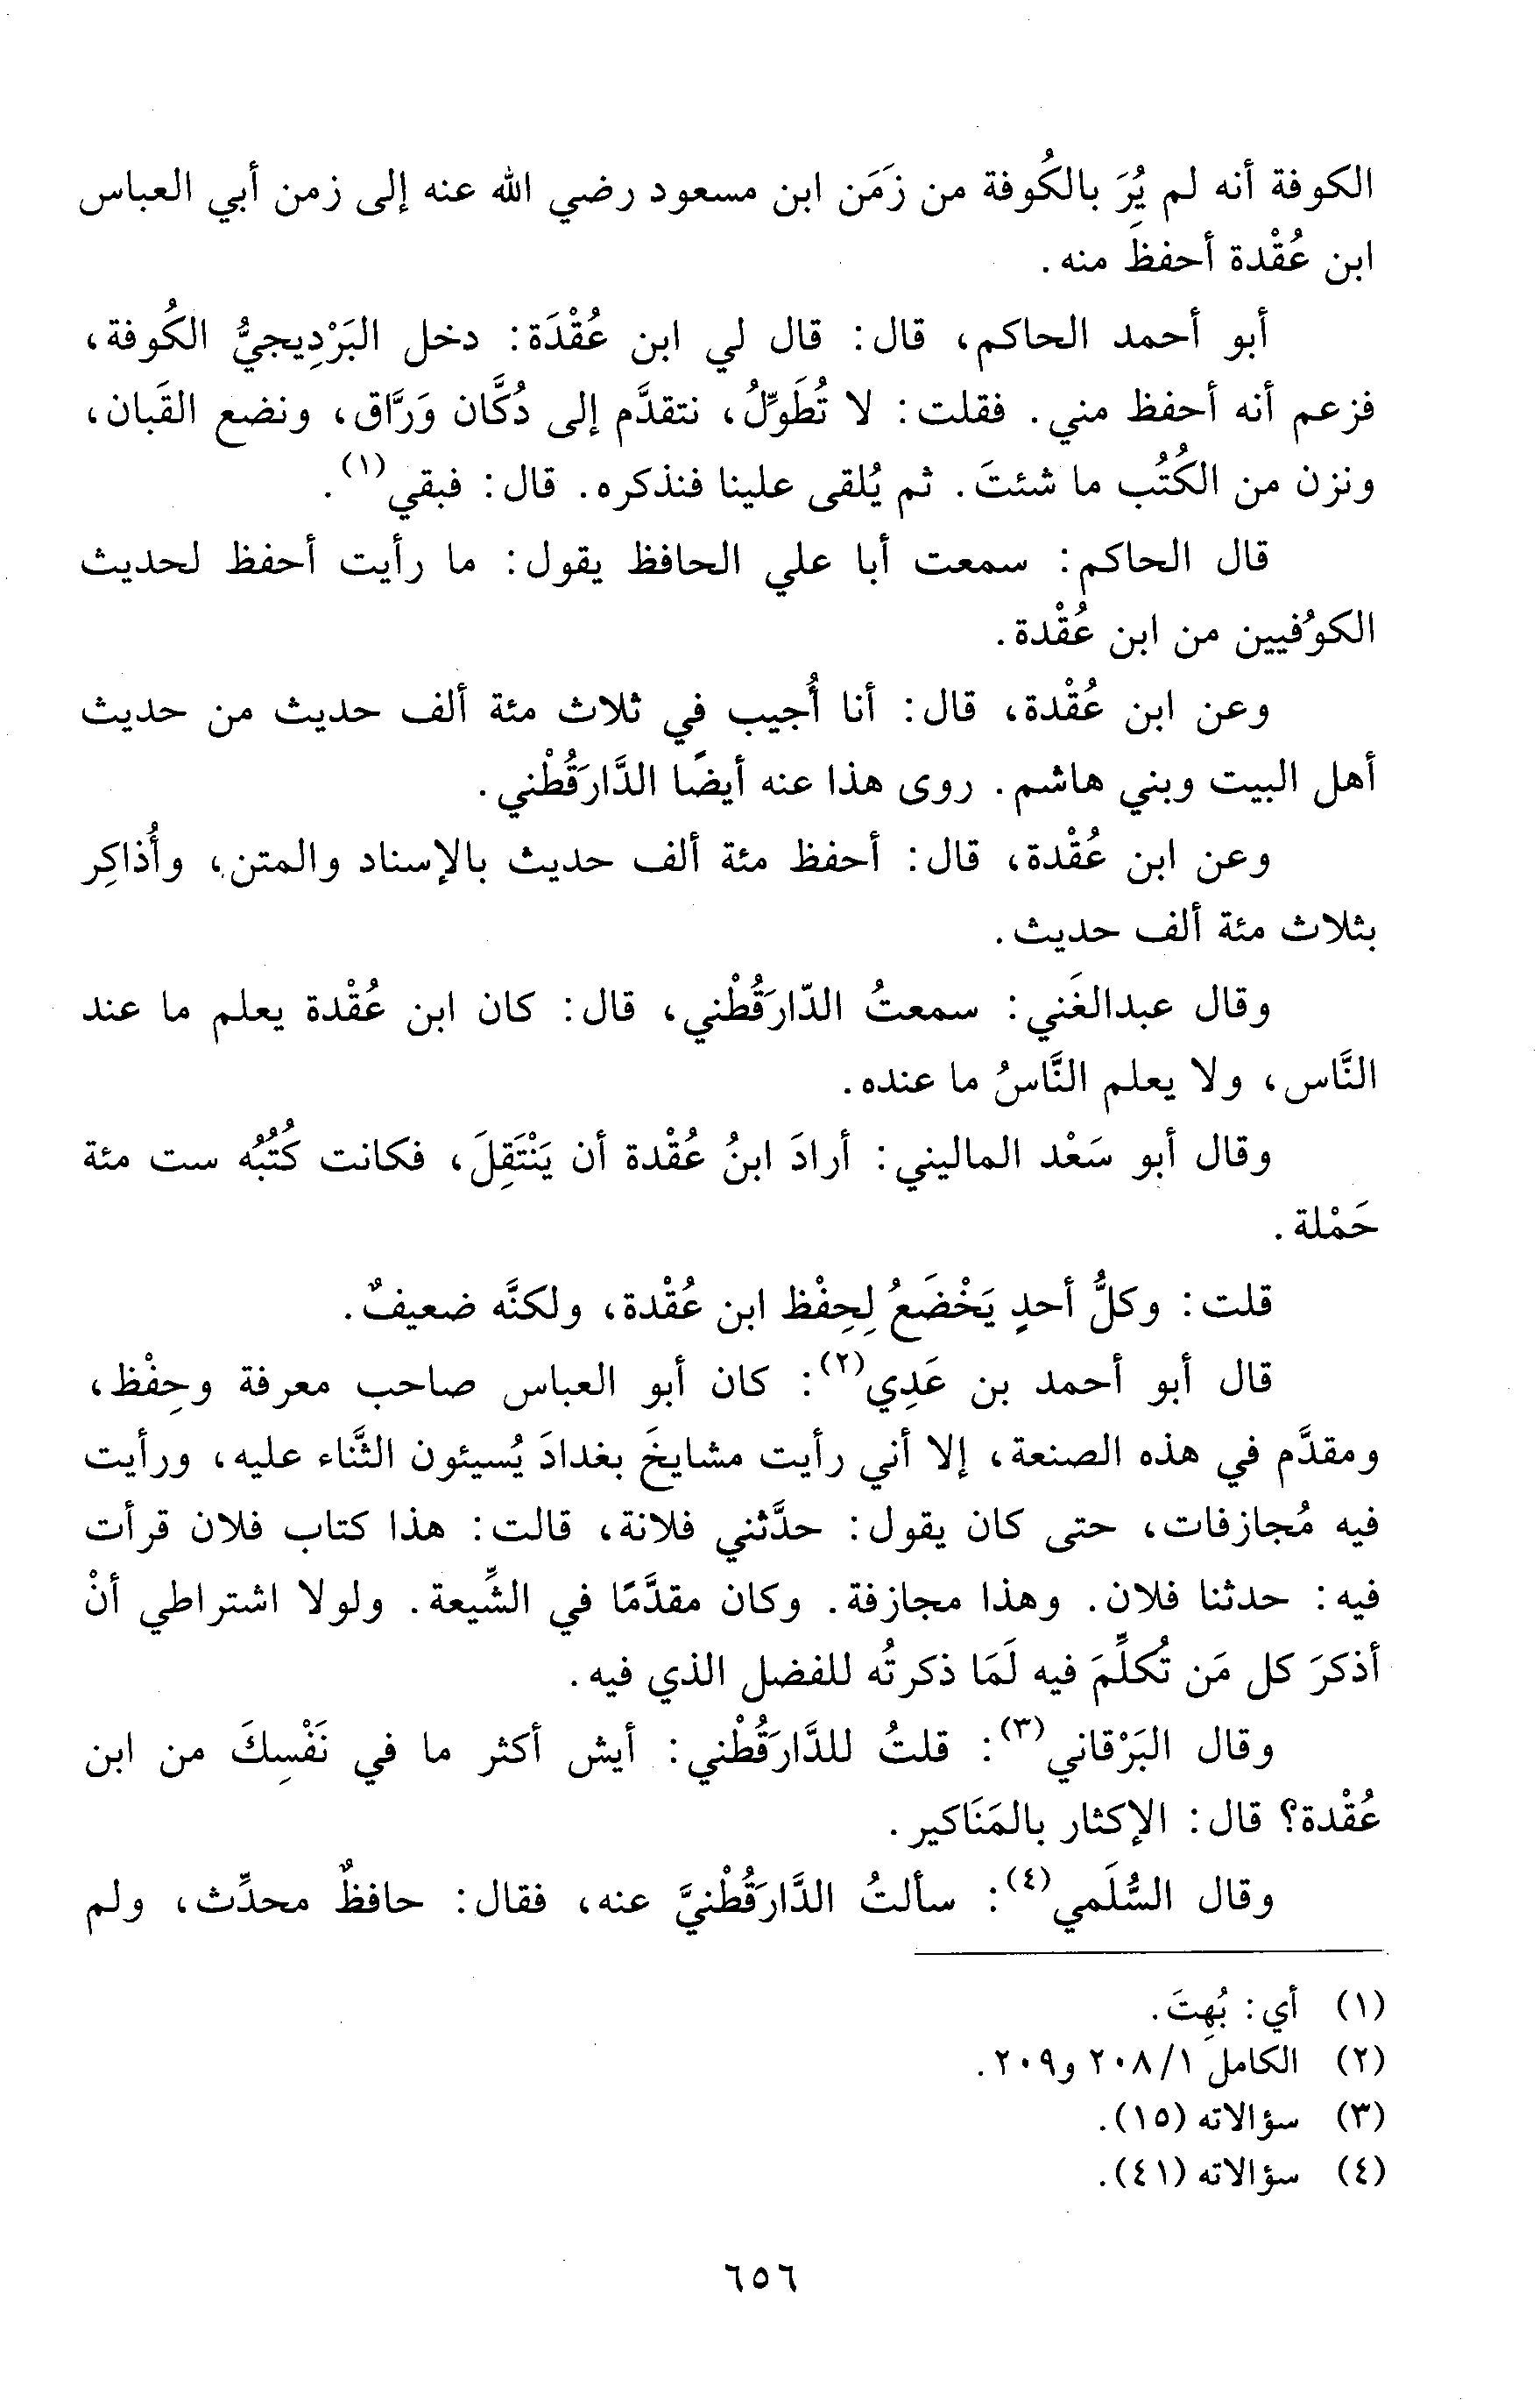 الكوفة أنه لم يُرَ بالكُوفة من زَمَن ابن مسعود رضي الله عنه إلى زمن أبي العباس
ابن عُقْدة أحفظَ منه.
أبو أحمد الحاكم، قال: قال لي ابن عُقْدَة: دخل البَرْدِيجيُّ الكُوفة،
فزعم أنه أحفظ مني. فقلت: لا تُطَوِّلُ، نتقدَّم إلى دُكَّان وَرَّاق، ونضع القَبان،
ونزن من الكُتُب ما شئتَ. ثم يُلقى علينا فنذكره. قال: فبقي(١).
قال الحاكم: سمعت أبا علي الحافظ يقول: ما رأيت أحفظ لحديث
الكوُفيين من ابن عُقْدة.
وعن ابن عُقْدة، قال: أنا أُجيب في ثلاث مئة ألف حديث من حديث
أهل البيت وبني هاشم. روى هذا عنه أيضًا الدَّارَقُطْني.
وعن ابن عُقْدة، قال: أحفظ مئة ألف حديث بالإسناد والمتن، وأُذاكِر
بثلاث مئة ألف حديث.
وقال عبدالغَني: سمعتُ الدّارَقُطْني، قال: كان ابن عُقْدة يعلم ما عند
النَّاس، ولا يعلم النَّاسُ ما عنده.
وقال أبو سَعْد الماليني: أرادَ ابنُ عُقْدة أن يَنْتَقِلَ، فكانت كُتُبُه ست مئة
حَمْلة.
قلت: وكلُّ أحدٍ يَخْضَعُ لِحِفْظ ابن عُقْدة، ولكنَّه ضعيفٌ.
قال أبو أحمد بن عَدِي(٢): كان أبو العباس صاحب معرفة وحِفْظ،
ومقدَّم في هذه الصنعة، إلا أني رأيت مشايخَ بغدادَ يُسيئون الثَّناء عليه، ورأيت
فيه مُجازفات، حتى كان يقول: حدَّثني فلانة، قالت: هذا كتاب فلان قرأت
فيه: حدثنا فلان. وهذا مجازفة. وكان مقدَّمًا في الشِّيعة. ولولا اشتراطي أنْ
أذكرَ كل مَن تُكلِّمَ فيه لَمَا ذكرتُه للفضل الذي فيه.
وقال البَرْقاني(٣): قلتُ للدَّارَقُطْني: أيش أكثر ما في نَفْسِكَ من ابن
عُقْدة؟ قال: الإكثار بالمَنَاكير.
وقال السُّلَمي(٤): سألتُ الدَّارَقُطْنيَّ عنه، فقال: حافظٌ محدِّث، ولم
(١) أي: بُهِتَ.
(٢) الكامل ١/ ٢٠٨ و٢٠٩.
(٣) سؤالاته (١٥).
(٤) سؤالاته (٤١).
٦٥٦